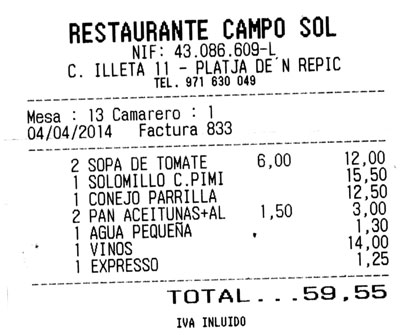 RESTAURANTE CAMPO SOL
NIF: 43.086.609-L
C. ILLETA 11 - PLATJA DE´N REPIC
TEL. 971 630 049
Mesa : 13 Camarero : 1
04/04/2014 Factura 833
2 SOPA DE TOMATE 6,00 12,00
1 SOLOMILLO C.PIMI 15,50
1 CONEJO PARRILLA 12,50
2 PAN ACEITUNAS+AL 1,50 3,00
1 AGUA PEQUEÑA 1,30
1 VINOS 14,00
1 EXPRESSO 1,25
TOTAL...59,55
IVA INLUIDO